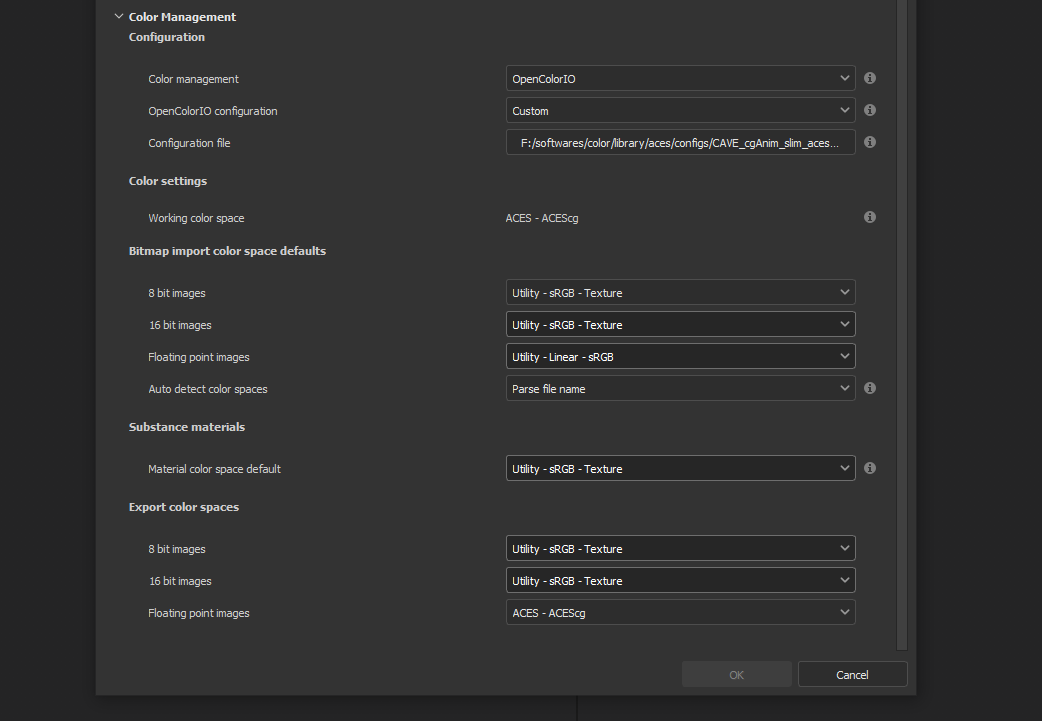 Color Management
Configuration
Color management OpenColorIO
OpenColorIO configuration Custom
Configuration file F:/softwares/color/library/aces/configs/CAVE_cgAnim_slim_aces...
Color settings
Working color space ACES - ACEScg
Bitmap import color space defaults
8 bit images Utility - sRGB - Texture
16 bit images Utility - sRGB - Texture
Floating point images Utility - Linear - sRGB
Auto detect color spaces Parse file name
Substance materials
Material color space default Utility - sRGB - Texture
Export color spaces
8 bit images Utility - sRGB - Texture
16 bit images Utility - sRGB - Texture
Floating point images ACES - ACEScg
OK Cancel